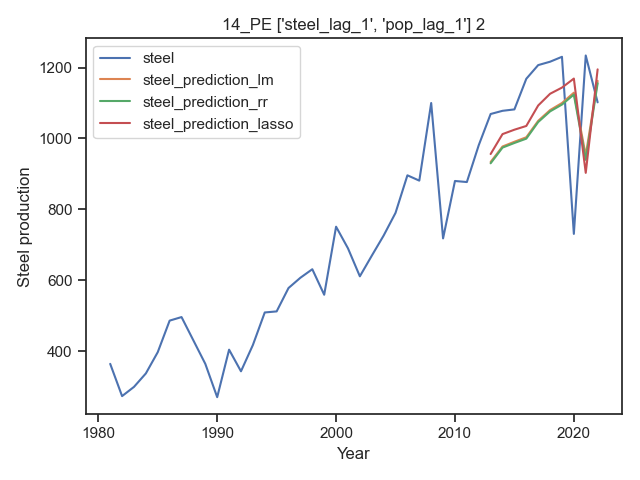 14_PE ['steel_lag_1', 'pop_lag_1'] 2
steel
steel_prediction_lm
steel_prediction_rr
steel_prediction_lasso
Steel production
1200
1000
800
600
400
1980
1990
2000
2010
2020
Year